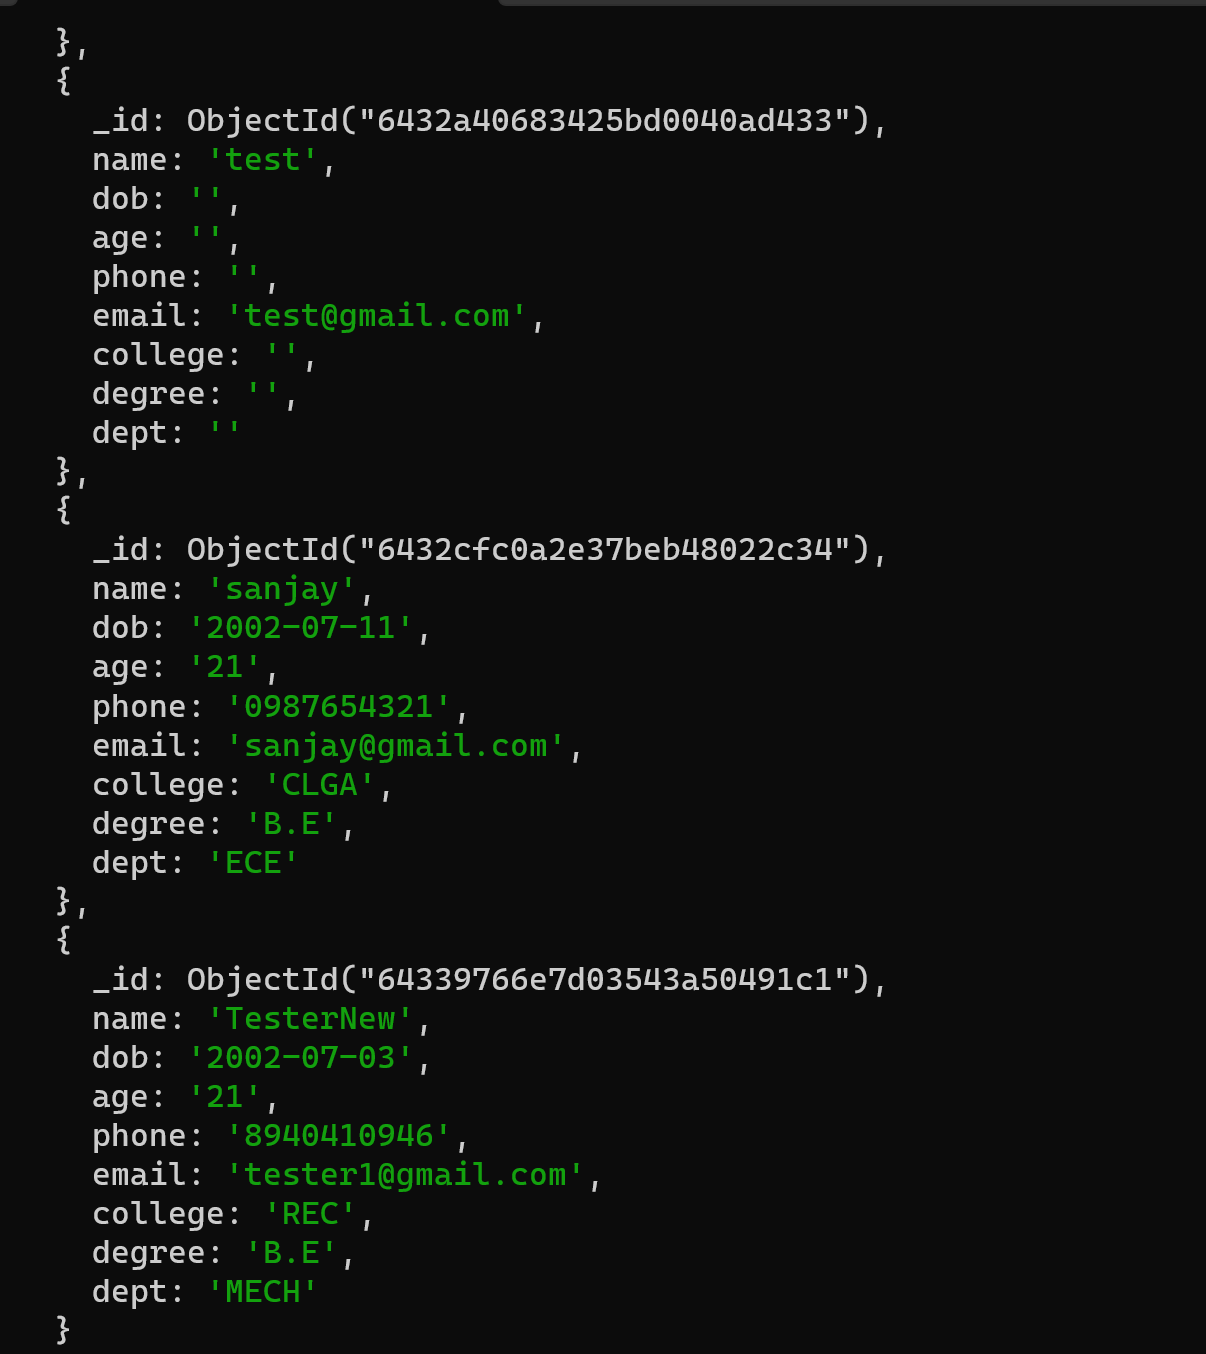 },
{
_id: ObjectId("6432a40683425bd0040ad433"),
name: 'test',
dob: '',
age: '',
phone: '',
email: 'test@gmail.com',
college: '',
degree: '',
dept: ''
},
{
_id: ObjectId("6432cfc0a2e37beb48022c34"),
name: 'sanjay',
dob: '2002-07-11',
age: '21',
phone: '0987654321',
email: 'sanjay@gmail.com',
college: 'CLGA',
degree: 'B.E',
dept: 'ECE'
},
{
_id: ObjectId("64339766e7d03543a50491c1"),
name: 'TesterNew',
dob: '2002-07-03',
age: '21',
phone: '8940410946',
email: 'tester1@gmail.com',
college: 'REC',
degree: 'B.E',
dept: 'MECH'
}